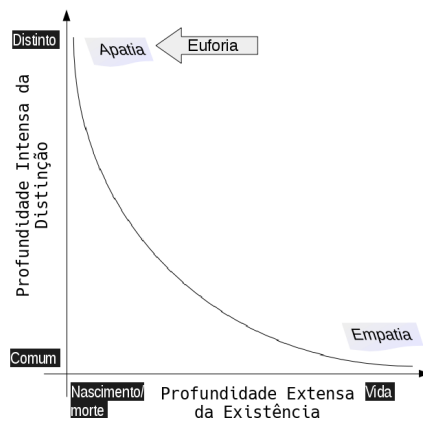 Distinto
Apatia
Euforia
Profundidade Intensa da
Distinção
Empatia
Comum
Nascimento/
morte
Profundidade Extensa
da Existência
Vida